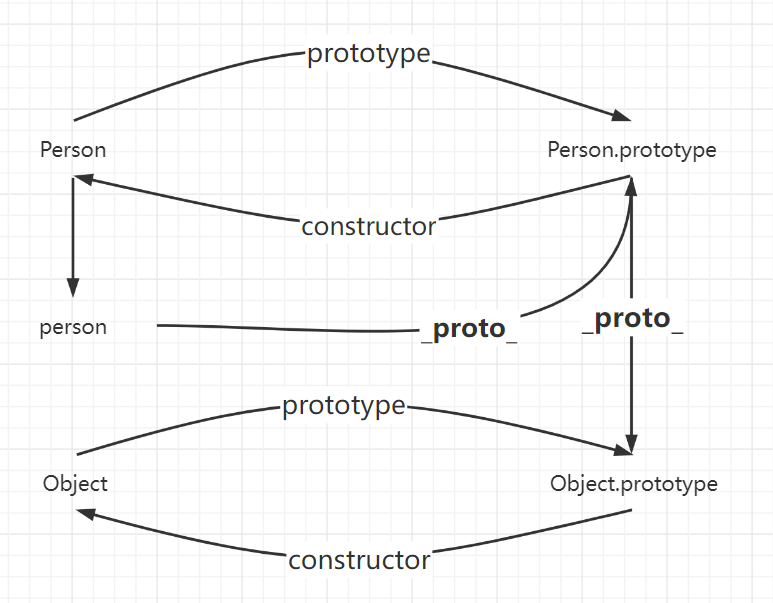 prototype
Person
Person.prototype
constructor
person
_proto_
_proto_
prototype
Object
Object.prototype
constructor